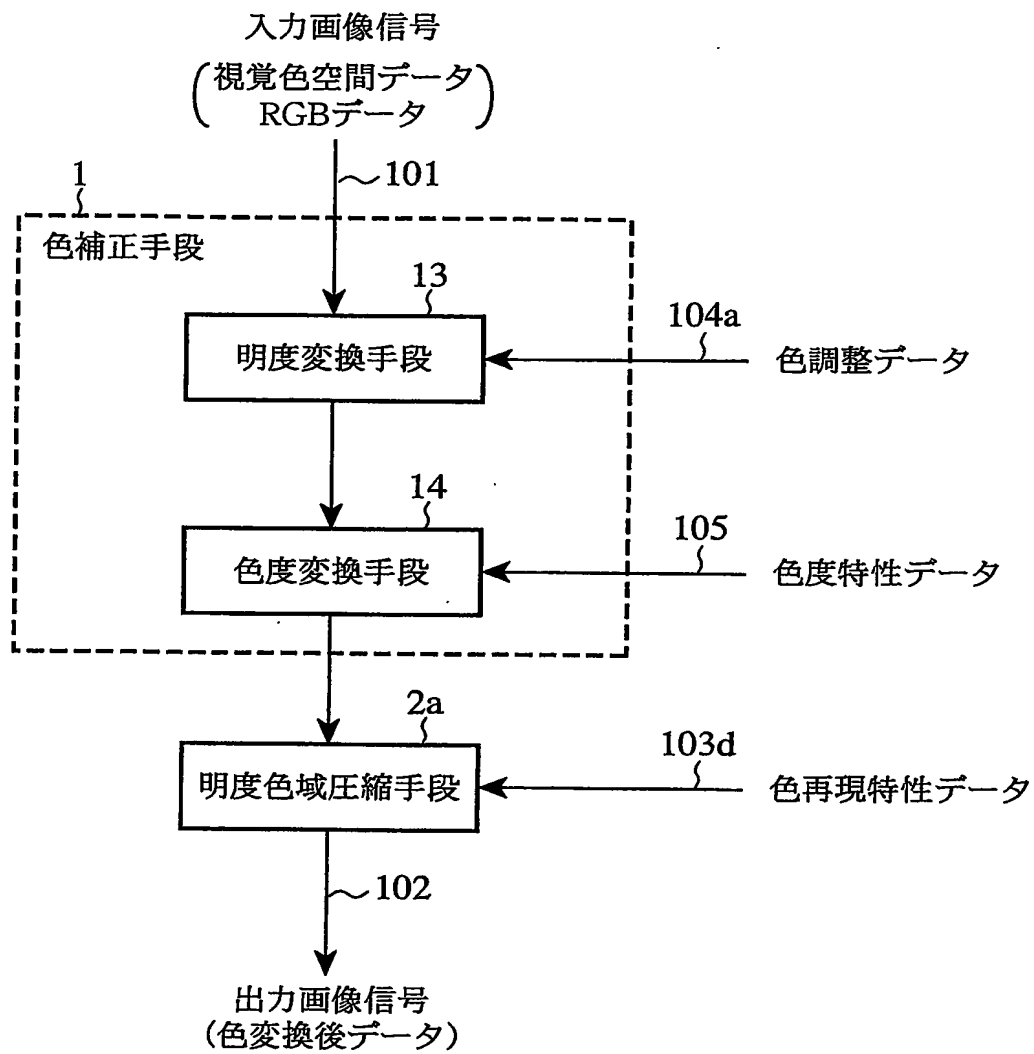 入力画像信号
(視覚色空間データ
RGBデータ)
101
1
色補正手段
13
明度変換手段
104a
色調整データ
14
色度変換手段
105
色度特性データ
2a
明度色域圧縮手段
103d
色再現特性データ
102
出力画像信号
(色変換後データ)